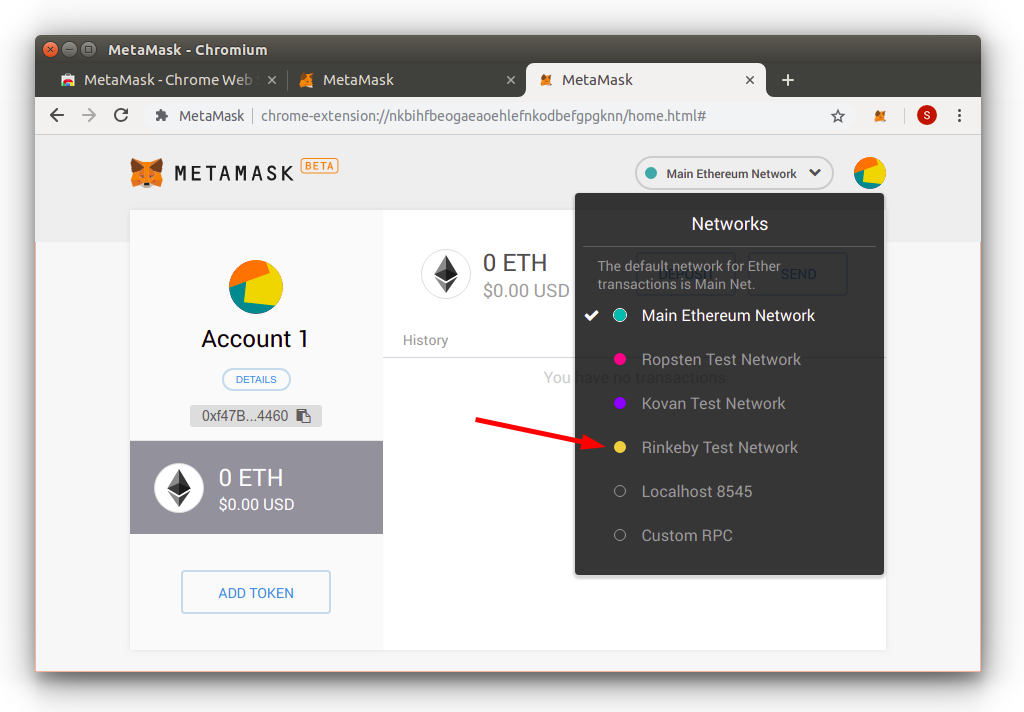 MetaMask - Chromium
MetaMask - Chrome Web
MetaMask
MetaMask
MetaMask
chrome-extension://nkbihfbeogaeaoehlefnkodbefgpgknn/home.html#
S
METAMASK
BETA
Main Ethereum Network
Account 1
DETAILS
0xf47B...4460
0 ETH
$0.00 USD
ADD TOKEN
0 ETH
$0.00 USD
DEPOSIT
SEND
History
You have no transactions
Networks
The default network for Ether
transactions is Main Net.
Main Ethereum Network
Ropsten Test Network
Kovan Test Network
Rinkeby Test Network
Localhost 8545
Custom RPC